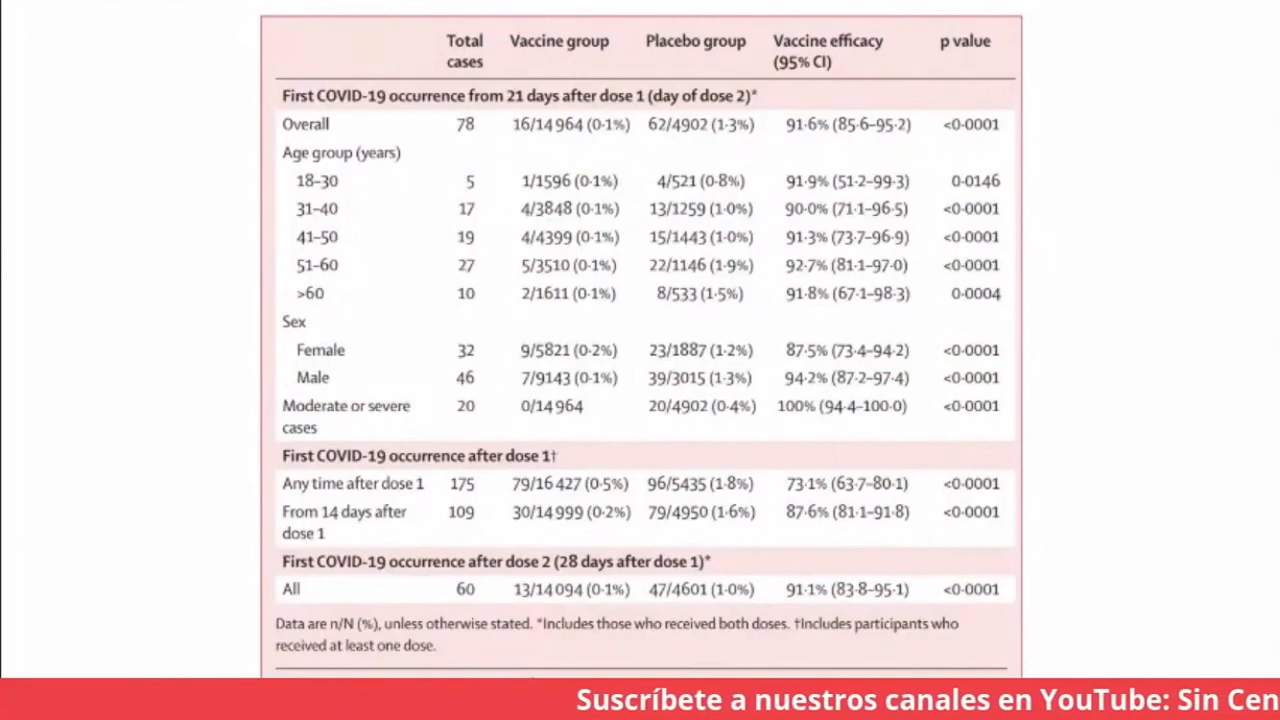 Total Vaccine group Placebo group Vaccine efficacy p value
cases (95% CI)
First COVID-19 occurrence from 21 days after dose 1 (day of dose 2)*
Overall 78 16/14 964 (0·1%) 62/4902 (1·3%) 91·6% (85·6–95·2) <0·0001
Age group (years)
18–30 5 1/1596 (0·1%) 4/521 (0·8%) 91·9% (51·2–99·3) 0·0146
31–40 17 4/3848 (0·1%) 13/1259 (1·0%) 90·0% (71·1–96·5) <0·0001
41–50 19 4/4399 (0·1%) 15/1443 (1·0%) 91·3% (73·7–96·9) <0·0001
51–60 27 5/3510 (0·1%) 22/1146 (1·9%) 92·7% (81·1–97·0) <0·0001
>60 10 2/1611 (0·1%) 8/533 (1·5%) 91·8% (67·1–98·3) 0·0004
Sex
Female 32 9/5821 (0·2%) 23/1887 (1·2%) 87·5% (73·4–94·2) <0·0001
Male 46 7/9143 (0·1%) 39/3015 (1·3%) 94·2% (87·2–97·4) <0·0001
Moderate or severe 20 0/14 964 20/4902 (0·4%) 100% (94·4–100·0) <0·0001
cases
First COVID-19 occurrence after dose 1†
Any time after dose 1 175 79/16 427 (0·5%) 96/5435 (1·8%) 73·1% (63·7–80·1) <0·0001
From 14 days after 109 30/14 999 (0·2%) 79/4950 (1·6%) 87·6% (81·1–91·8) <0·0001
dose 1
First COVID-19 occurrence after dose 2 (28 days after dose 1)*
All 60 13/14 094 (0·1%) 47/4601 (1·0%) 91·1% (83·8–95·1) <0·0001
Data are n/N (%), unless otherwise stated. *Includes those who received both doses. †Includes participants who
received at least one dose.
Suscríbete a nuestros canales en YouTube: Sin Cen